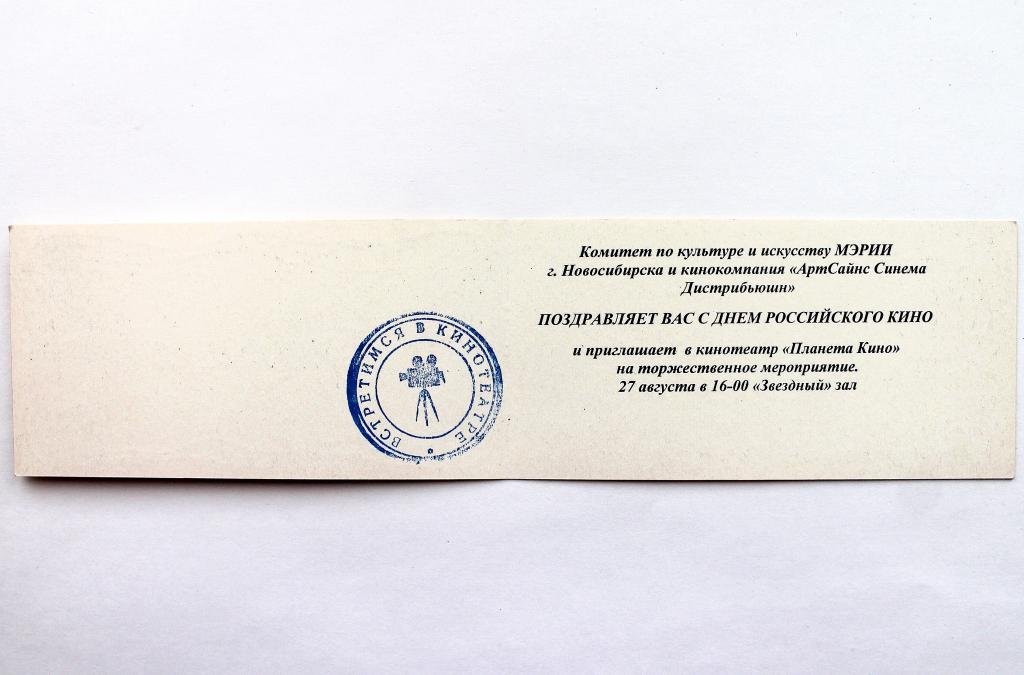 ВСТРЕТИМСЯ В КИНОТЕАТРЕ
Комитет по культуре и искусству МЭРИИ
г. Новосибирска и кинокомпания «АртСайнс Синема
Дистрибьюшн»
ПОЗДРАВЛЯЕТ ВАС С ДНЕМ РОССИЙСКОГО КИНО
и приглашает в кинотеатр «Планета Кино»
на торжественное мероприятие.
27 августа в 16-00 «Звездный» зал